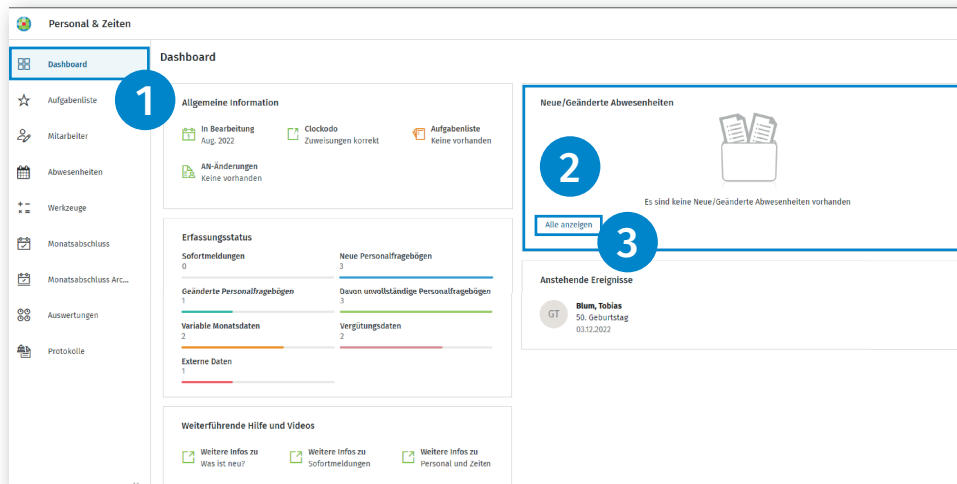 Personal & Zeiten
Dashboard
Aufgabenliste
Mitarbeiter
Abwesenheiten
Werkzeuge
Monatsabschluss
Monatsabschluss Arc...
Auswertungen
Protokolle
1
Dashboard
Allgemeine Information
In Bearbeitung
Aug. 2022
Clockodo
Zuweisungen korrekt
Aufgabenliste
Keine vorhanden
AN-Änderungen
Keine vorhanden
Erfassungsstatus
Sofortmeldungen
0
Neue Personalfragebögen
3
Geänderte Personalfragebögen
1
Davon unvollständige Personalfragebögen
3
Variable Monatsdaten
2
Vergütungsdaten
2
Externe Daten
1
Weiterführende Hilfe und Videos
Weitere Infos zu
Was ist neu?
Weitere Infos zu
Sofortmeldungen
Weitere Infos zu
Personal und Zeiten
Neue/Geänderte Abwesenheiten
2
Es sind keine Neue/Geänderte Abwesenheiten vorhanden
Alle anzeigen
3
Anstehende Ereignisse
GT
Blum, Tobias
50. Geburtstag
03.12.2022